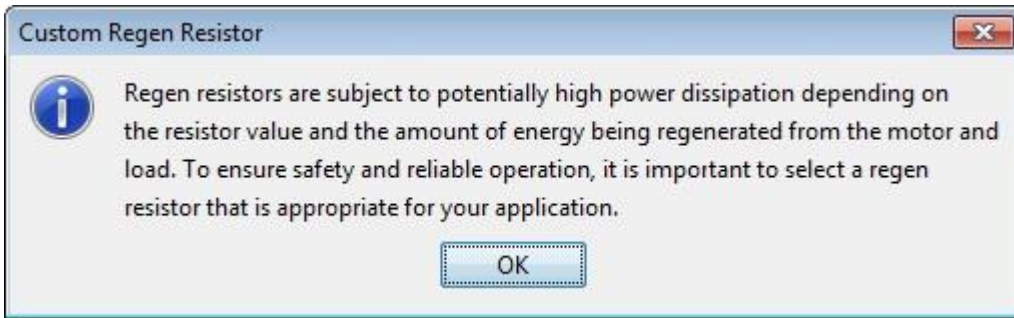 Custom Regen Resistor
Regen resistors are subject to potentially high power dissipation depending on
the resistor value and the amount of energy being regenerated from the motor and
load. To ensure safety and reliable operation, it is important to select a regen
resistor that is appropriate for your application.
OK